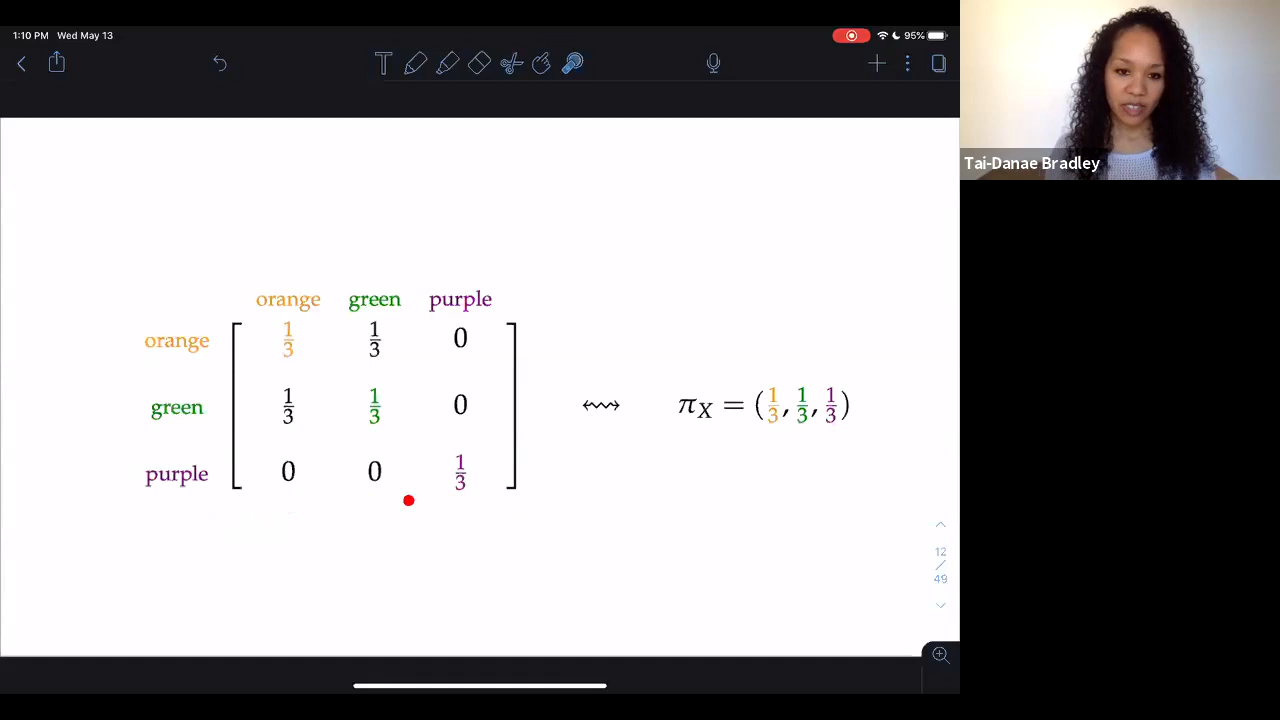 1:10 PM Wed May 13
95%
T
Tai-Danae Bradley
orange green purple
orange 1/3 1/3 0
green 1/3 1/3 0
purple 0 0 1/3
↭ π_X = (1/3, 1/3, 1/3)
12
/
49